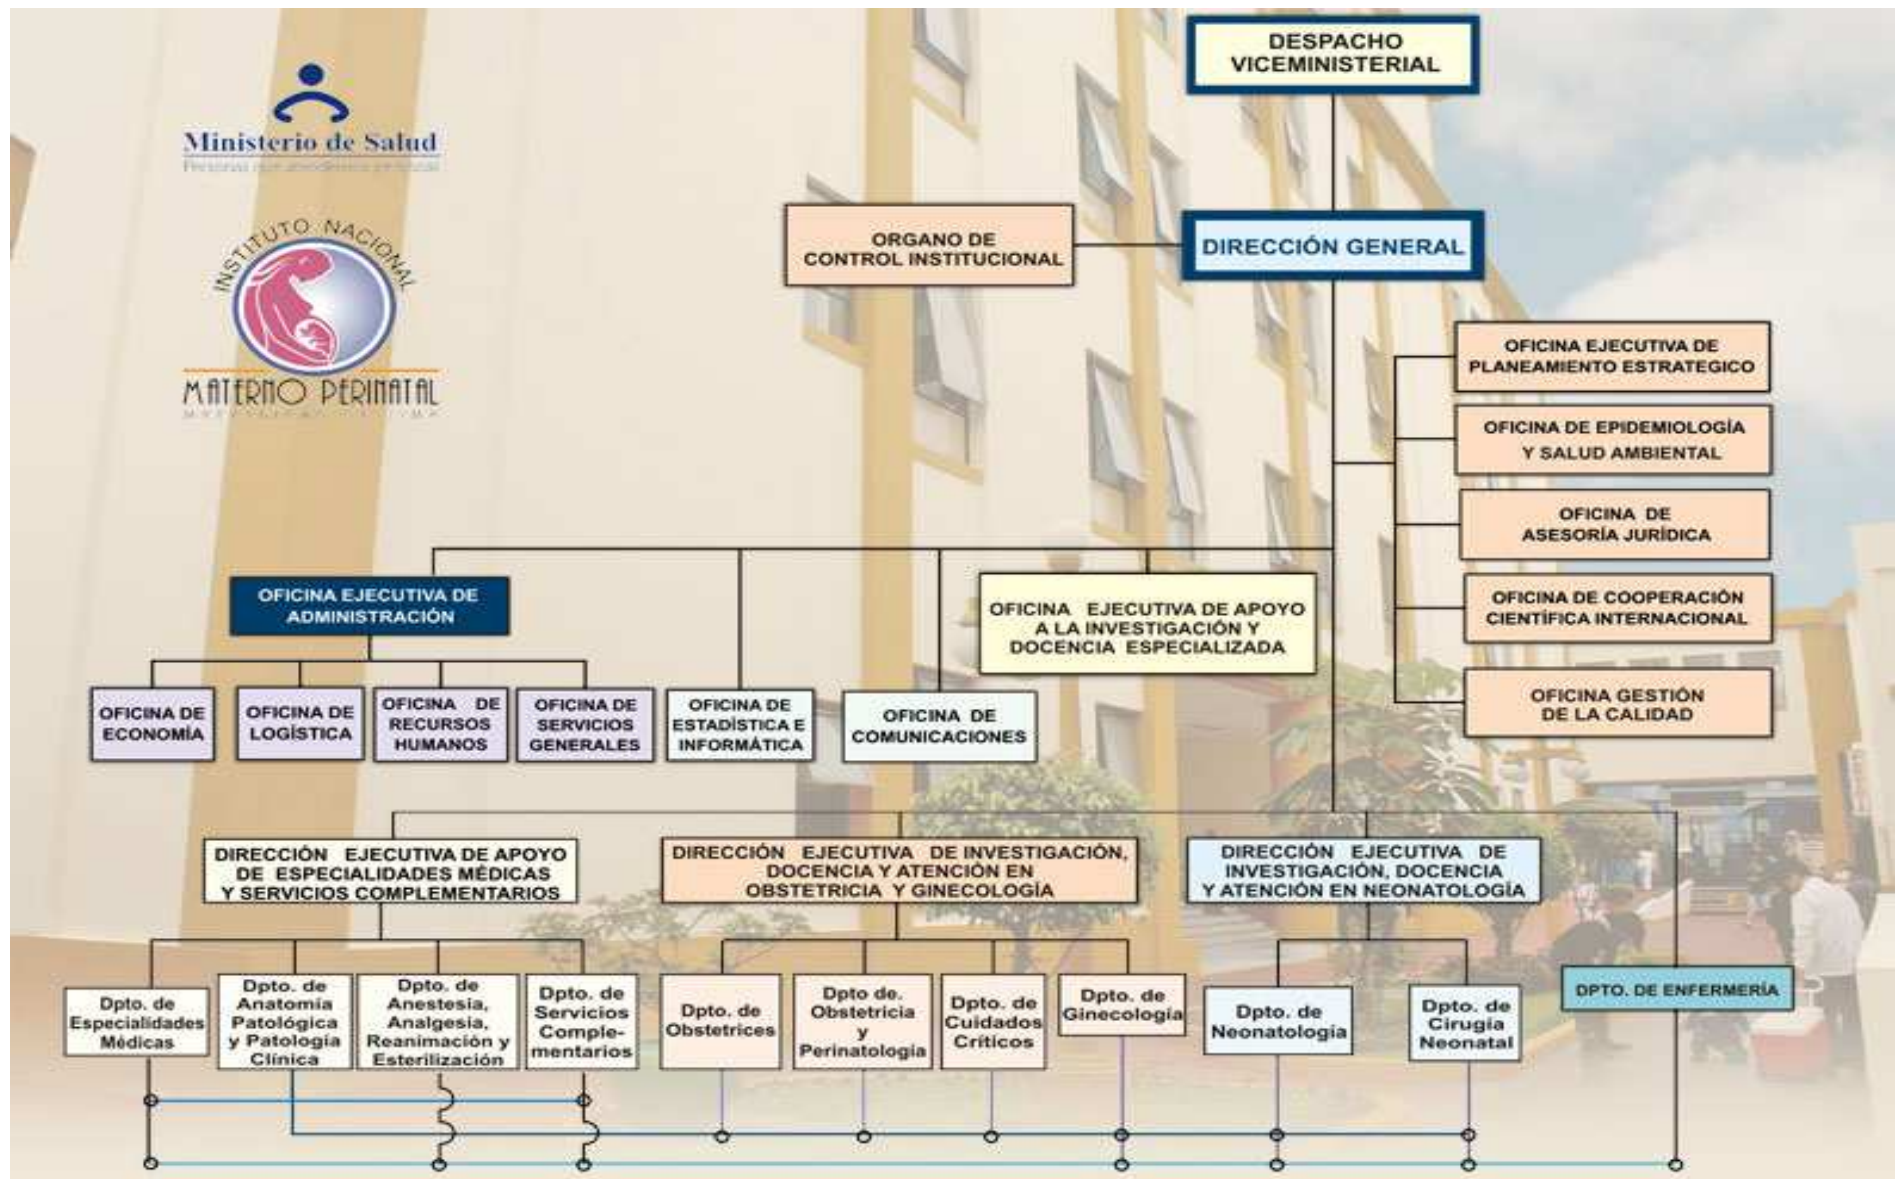 DESPACHO
VICEMINISTERIAL
Ministerio de Salud
INSTITUTO NACIONAL
MATERNO PERINATAL
ORGANO DE
CONTROL INSTITUCIONAL
DIRECCIÓN GENERAL
OFICINA EJECUTIVA DE
PLANEAMIENTO ESTRATEGICO
OFICINA DE EPIDEMIOLOGÍA
Y SALUD AMBIENTAL
OFICINA DE
ASESORÍA JURÍDICA
OFICINA DE COOPERACIÓN
CIENTÍFICA INTERNACIONAL
OFICINA GESTIÓN
DE LA CALIDAD
OFICINA EJECUTIVA DE
ADMINISTRACIÓN
OFICINA EJECUTIVA DE APOYO
A LA INVESTIGACIÓN Y
DOCENCIA ESPECIALIZADA
OFICINA DE
ECONOMÍA
OFICINA DE
LOGÍSTICA
OFICINA DE
RECURSOS
HUMANOS
OFICINA DE
SERVICIOS
GENERALES
OFICINA DE
ESTADÍSTICA E
INFORMÁTICA
OFICINA DE
COMUNICACIONES
DIRECCIÓN EJECUTIVA DE APOYO
DE ESPECIALIDADES MÉDICAS
Y SERVICIOS COMPLEMENTARIOS
DIRECCIÓN EJECUTIVA DE INVESTIGACIÓN,
DOCENCIA Y ATENCIÓN EN
OBSTETRICIA Y GINECOLOGÍA
DIRECCIÓN EJECUTIVA DE
INVESTIGACIÓN, DOCENCIA
Y ATENCIÓN EN NEONATOLOGÍA
Dpto. de
Especialidades
Médicas
Dpto. de
Anatomía
Patológica
y Patología
Clínica
Dpto. de
Anestesia,
Analgesia,
Reanimación y
Esterilización
Dpto. de
Servicios
Comple-
mentarios
Dpto. de
Obstetrices
Dpto de.
Obstetricia
y
Perinatología
Dpto. de
Cuidados
Críticos
Dpto. de
Ginecología
Dpto. de
Neonatología
Dpto. de
Cirugía
Neonatal
DPTO. DE ENFERMERÍA